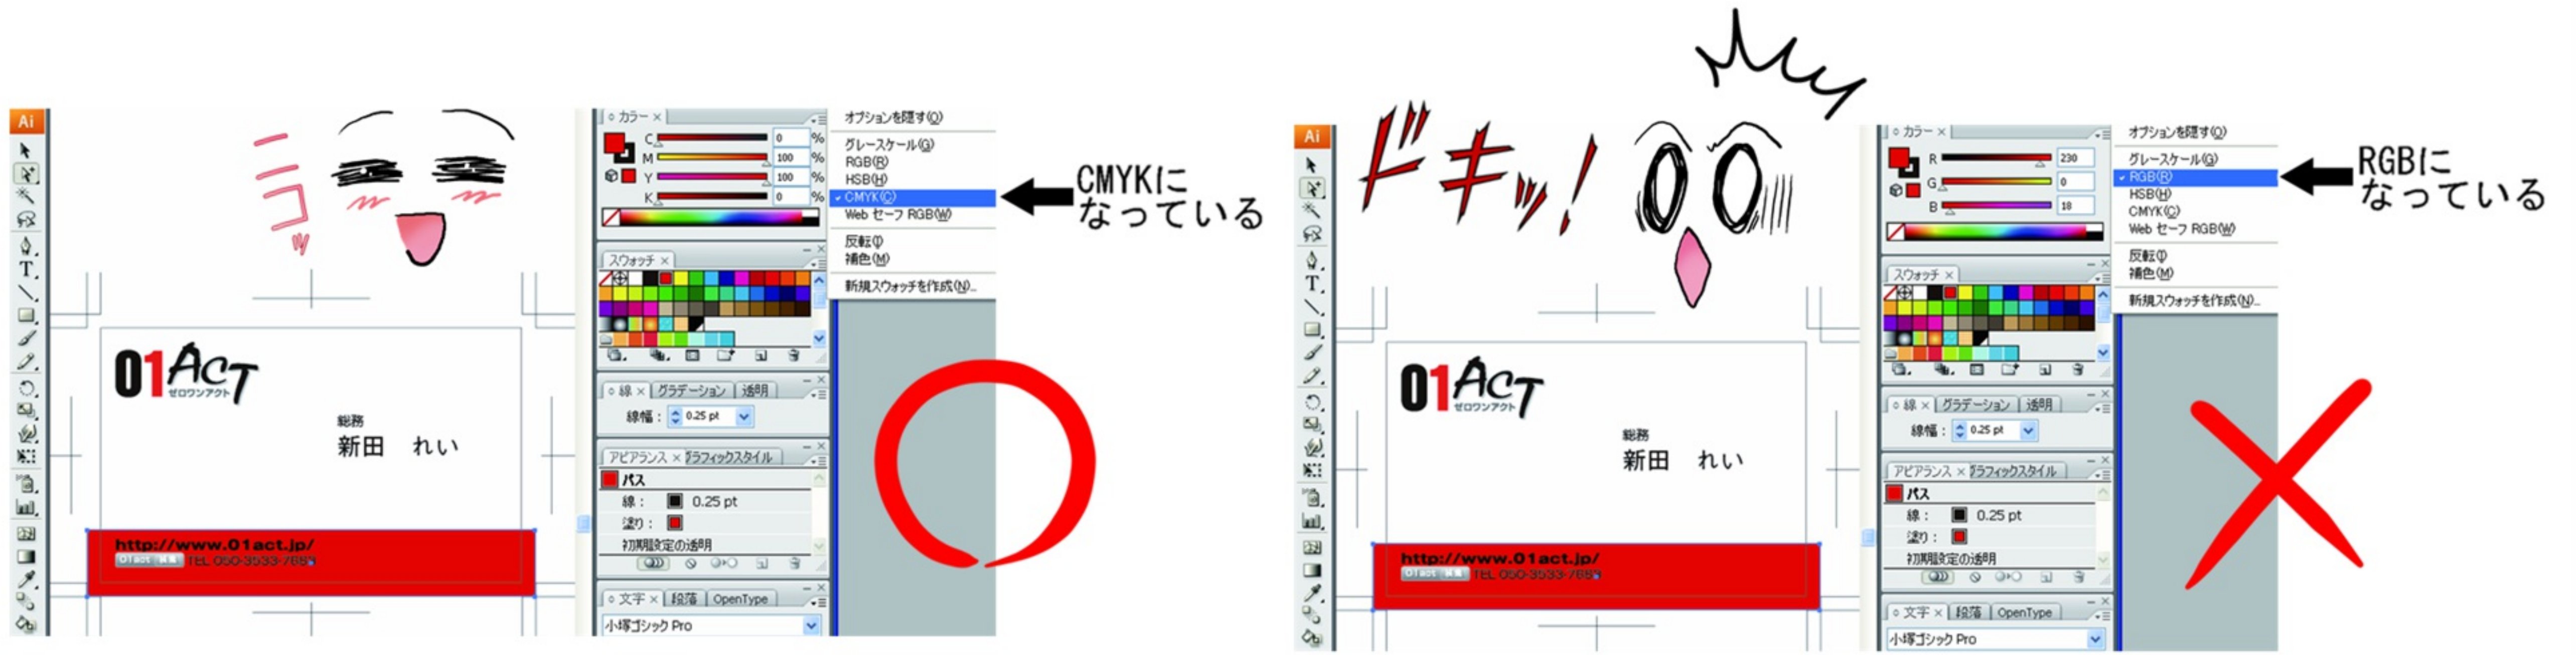 ニコッ
Ai
カラー ×
C 0 %
M 100 %
Y 100 %
K 0 %
オプションを隠す(O)
グレースケール(G)
RGB(R)
HSB(H)
✓ CMYK(C)
Web セーフ RGB(W)
反転(I)
補色(M)
新規スウォッチを作成(N)...
CMYKに
なっている
スウォッチ ×
線 × グラデーション 透明
線幅 : 0.25 pt
アピアランス × グラフィックスタイル
パス
線 : 0.25 pt
塗り :
初期設定の透明
文字 × 段落 OpenType
小塚ゴシック Pro
01ACT
ゼロワンアクト
総務
新田 れい
http://www.01act.jp/
01act 検索
ドキッ!
Ai
カラー ×
R 230
G 0
B 18
オプションを隠す(O)
グレースケール(G)
✓ RGB(R)
HSB(H)
CMYK(C)
Web セーフ RGB(W)
反転(I)
補色(M)
新規スウォッチを作成(N)...
RGBに
なっている
スウォッチ ×
線 × グラデーション 透明
線幅 : 0.25 pt
アピアランス × グラフィックスタイル
パス
線 : 0.25 pt
塗り :
初期設定の透明
文字 × 段落 OpenType
小塚ゴシック Pro
01ACT
ゼロワンアクト
総務
新田 れい
http://www.01act.jp/
01act 検索